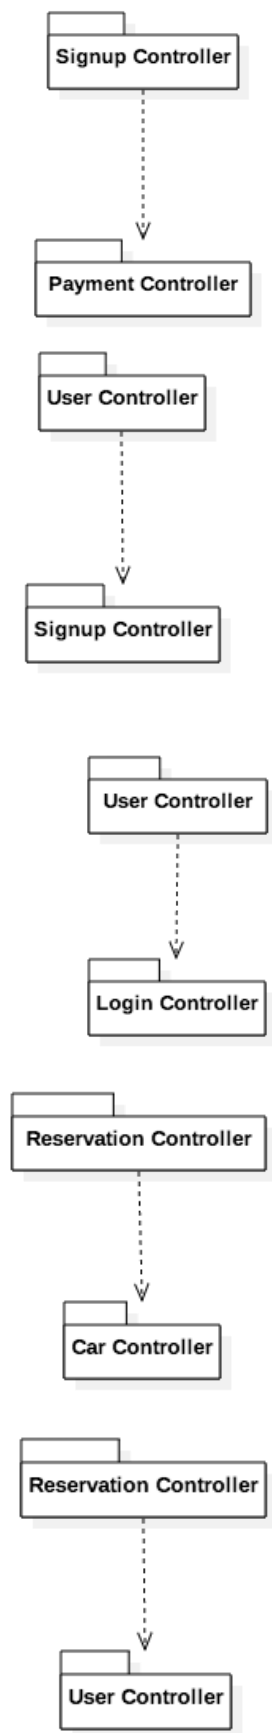 Signup Controller
Payment Controller
User Controller
Signup Controller
User Controller
Login Controller
Reservation Controller
Car Controller
Reservation Controller
User Controller